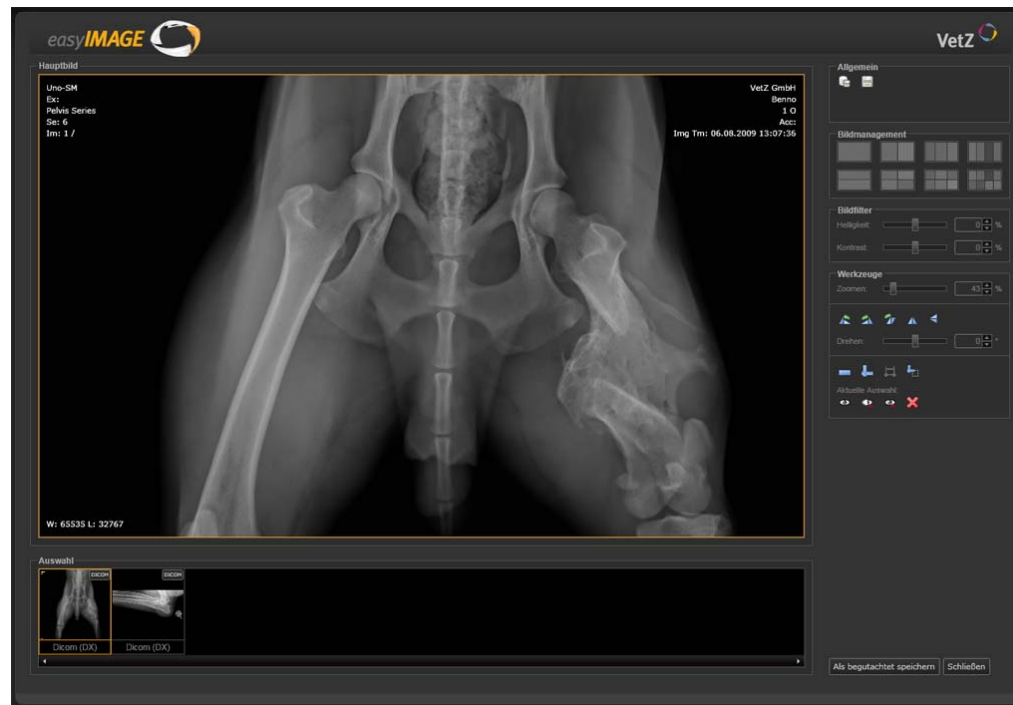 easyIMAGE
VetZ
Hauptbild
Uno-SM
Ex:
Pelvis Series
Se: 6
Im: 1 /
VetZ GmbH
Benno
1 O
Acc:
Img Tm: 06.08.2009 13:07:36
W: 65535 L: 32767
Allgemein
Bildmanagement
Bildfilter
Helligkeit: 0 %
Kontrast: 0 %
Werkzeuge
Zoomen: 43 %
Drehen: 0 °
Aktuelle Auswahl:
Auswahl
DICOM
DICOM
Dicom (DX)
Dicom (DX)
Als begutachtet speichern
Schließen